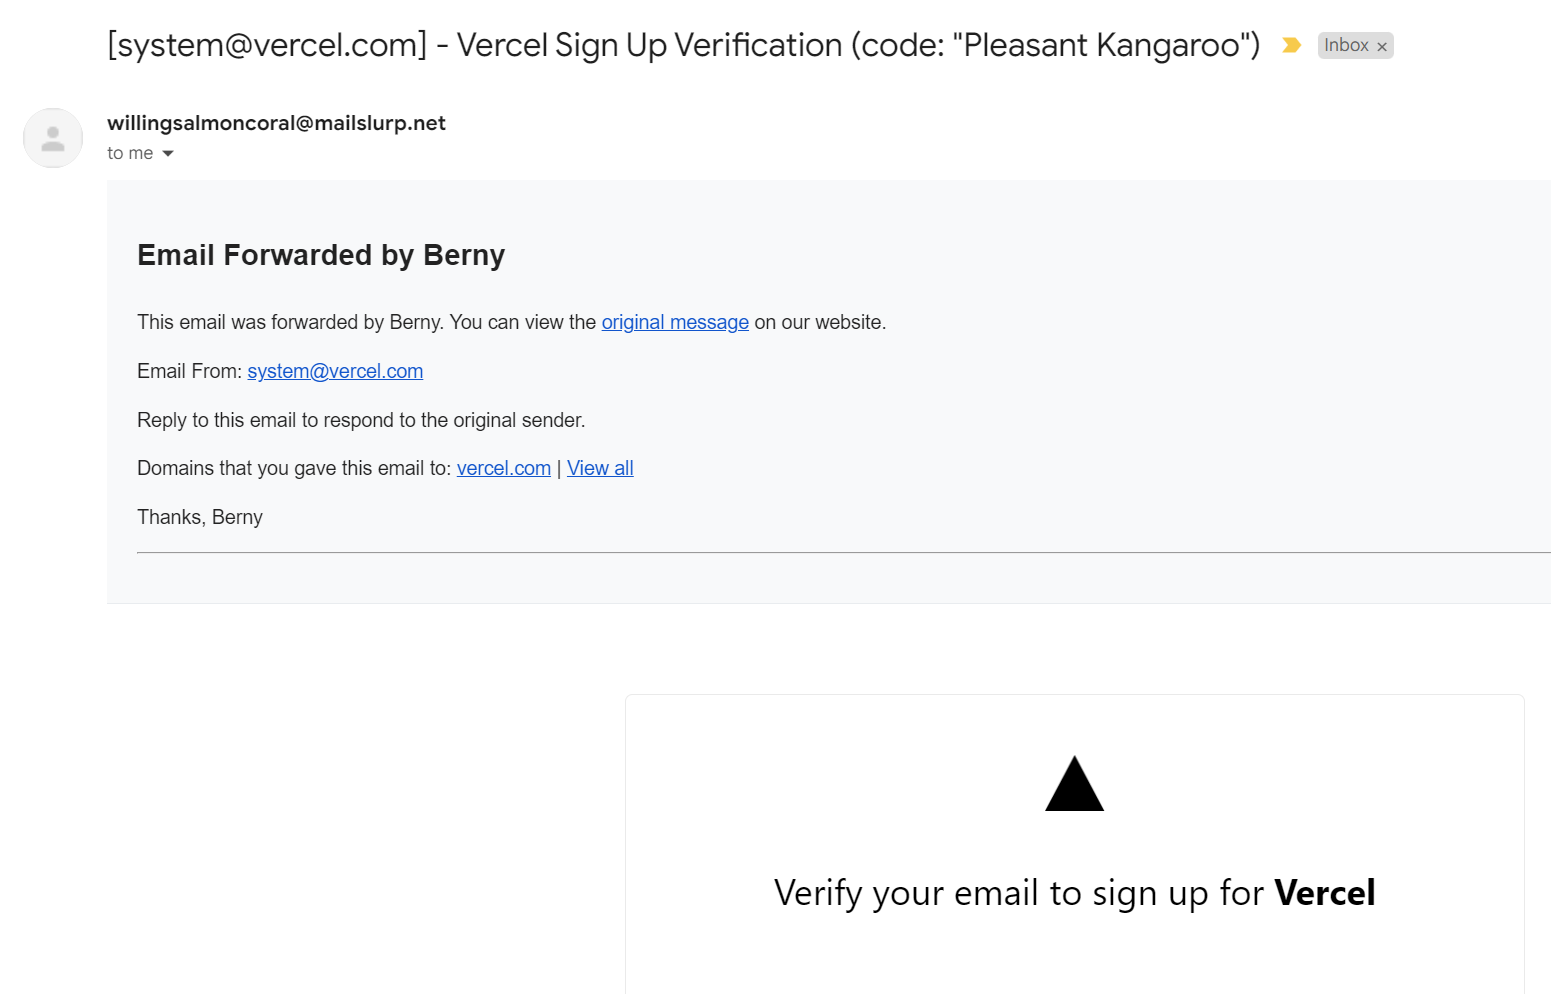 [system@vercel.com] - Vercel Sign Up Verification (code: "Pleasant Kangaroo") Inbox ×
willingsalmoncoral@mailslurp.net
to me
Email Forwarded by Berny
This email was forwarded by Berny. You can view the original message on our website.
Email From: system@vercel.com
Reply to this email to respond to the original sender.
Domains that you gave this email to: vercel.com | View all
Thanks, Berny
Verify your email to sign up for Vercel